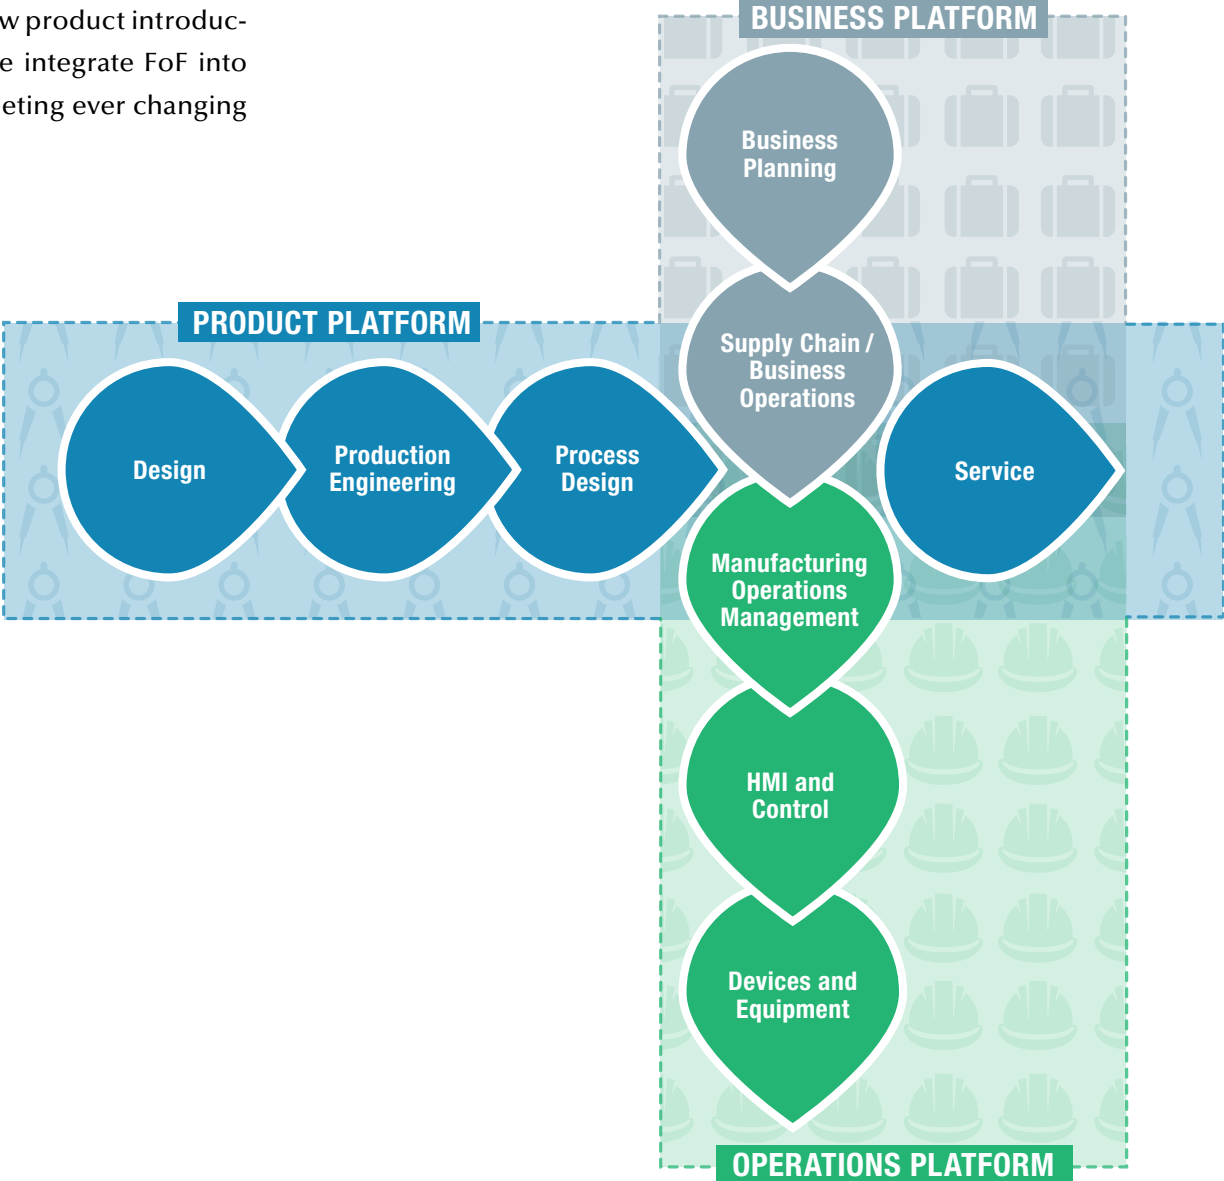 w product introduc-
e integrate FoF into
eting ever changing
BUSINESS PLATFORM
Business
Planning
PRODUCT PLATFORM
Supply Chain /
Business
Operations
Design
Production
Engineering
Process
Design
Service
Manufacturing
Operations
Management
HMI and
Control
Devices and
Equipment
OPERATIONS PLATFORM